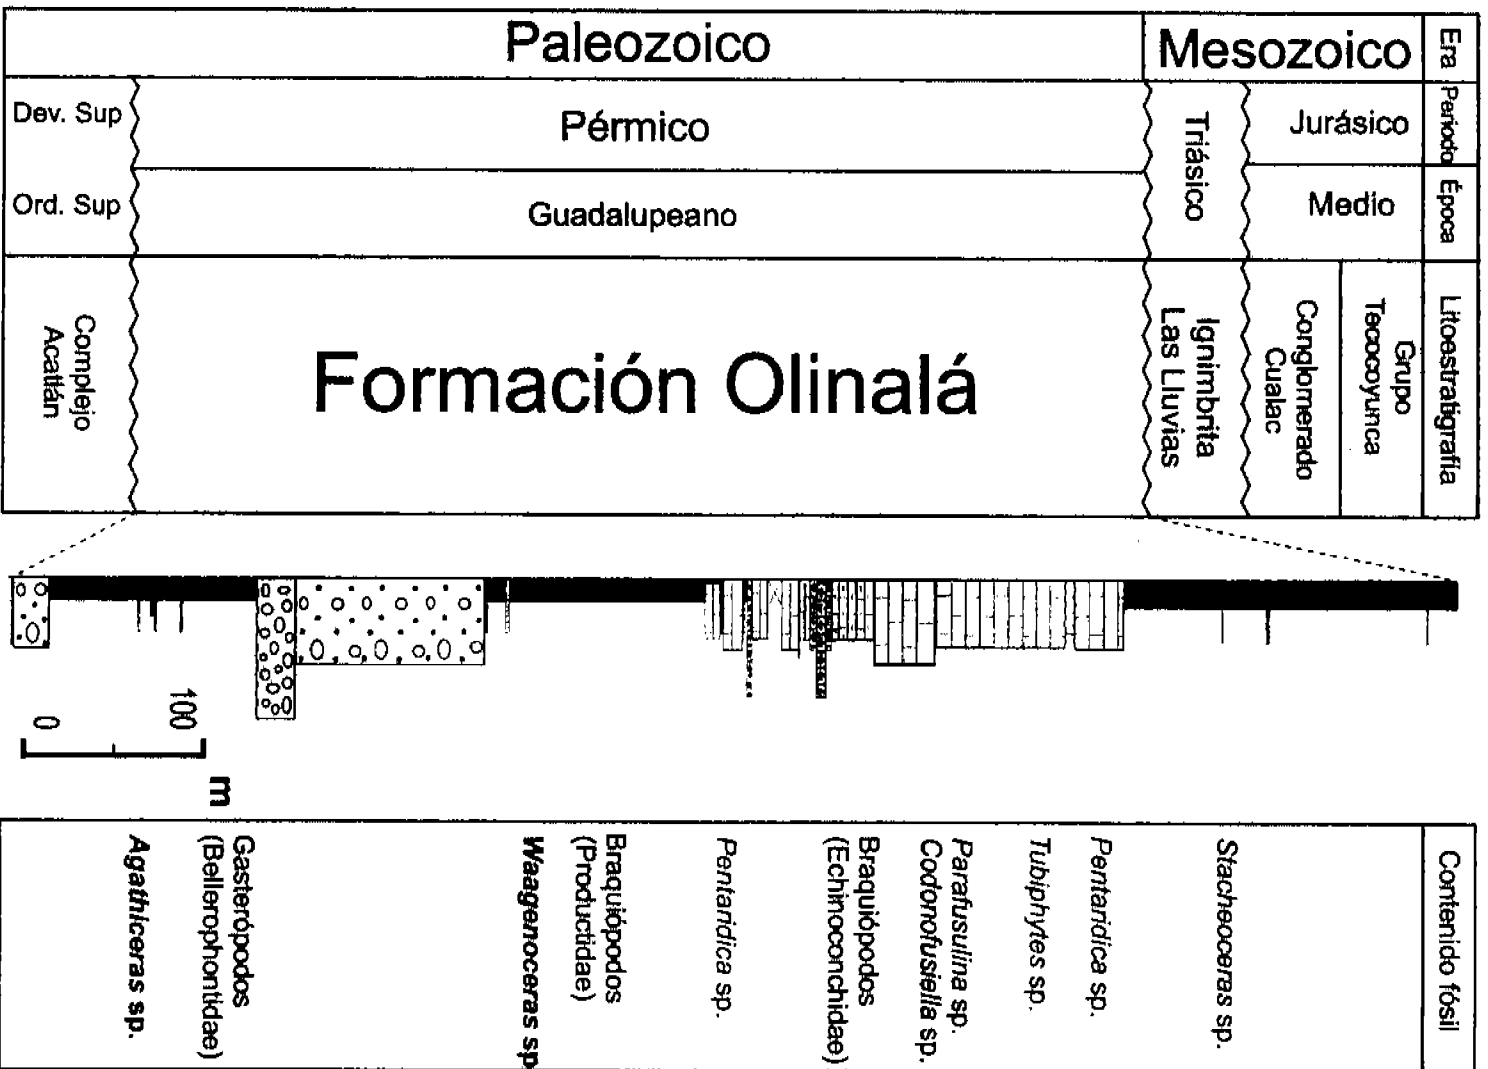 Paleozoico
Mesozoico
Era
Dev. Sup
Pérmico
Triásico
Jurásico
Periodo
Ord. Sup
Guadalupeano
Medio
Época
Complejo
Acatlán
Formación Olinalá
Ignimbrita
Las Lluvias
Conglomerado
Cualac
Grupo
Tecocoyunca
Litoestratigrafía
0
100
m
Agathiceras sp.
Gasterópodos
(Bellerophontidae)
Waagenoceras sp
Braquiópodos
(Productidae)
Pentaridica sp.
Braquiópodos
(Echinoconchidae)
Parafusulina sp.
Codonofusiella sp.
Tubiphytes sp.
Pentaridica sp.
Stacheoceras sp.
Contenido fósil